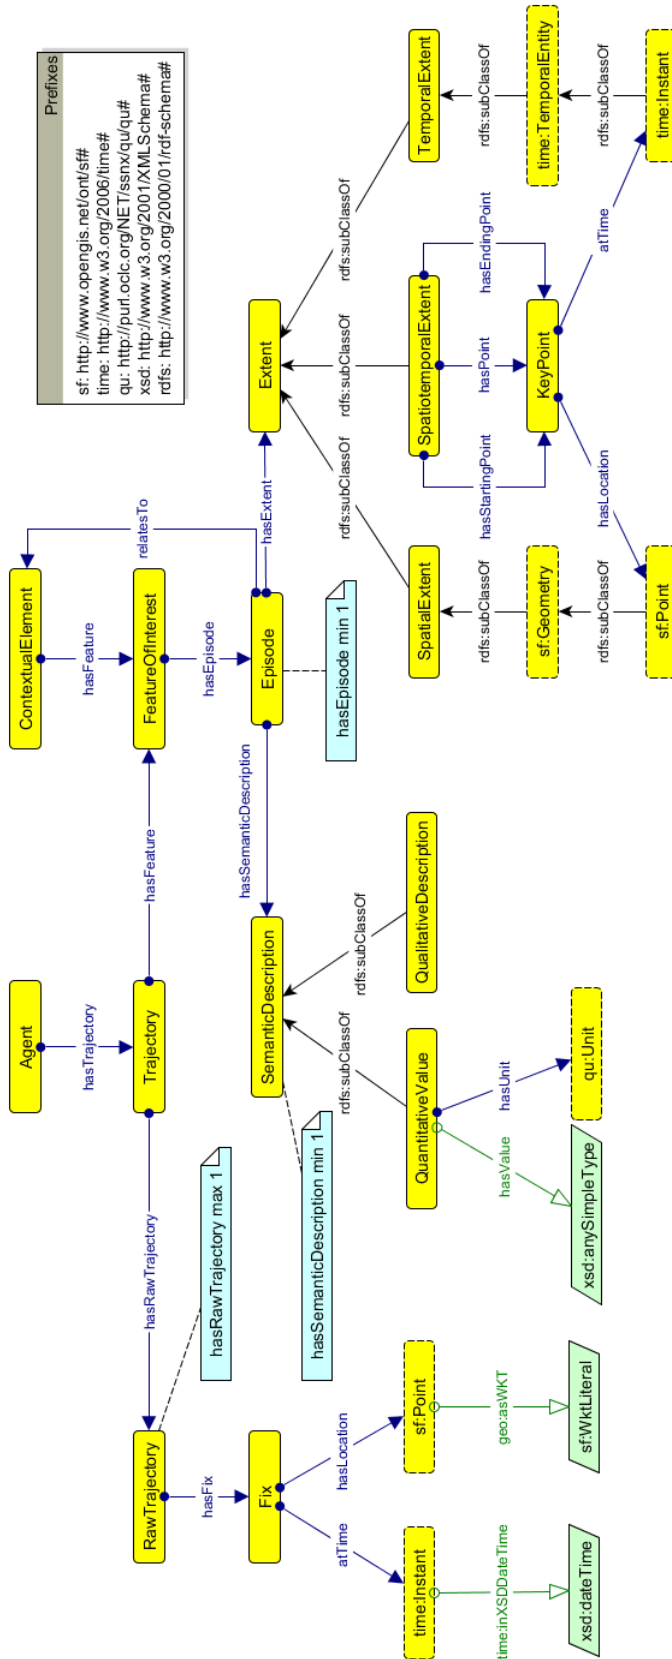 Prefixes
sf: http://www.opengis.net/ont/sf#
time: http://www.w3.org/2006/time#
qu: http://purl.oclc.org/NET/ssnx/qu/qu#
xsd: http://www.w3.org/2001/XMLSchema#
rdfs: http://www.w3.org/2000/01/rdf-schema#
Agent
ContextualElement
hasTrajectory
hasFeature
relatesTo
RawTrajectory
hasRawTrajectory
Trajectory
hasFeature
FeatureOfInterest
hasFix
hasRawTrajectory max 1
hasEpisode
Fix
SemanticDescription
hasSemanticDescription
Episode
hasExtent
Extent
atTime
hasLocation
hasSemanticDescription min 1
rdfs:subClassOf
rdfs:subClassOf
hasEpisode min 1
rdfs:subClassOf
rdfs:subClassOf
rdfs:subClassOf
time:Instant
sf:Point
QuantitativeValue
QualitativeDescription
SpatialExtent
SpatiotemporalExtent
TemporalExtent
time:inXSDDateTime
geo:asWKT
hasValue
hasUnit
rdfs:subClassOf
hasStartingPoint
hasPoint
hasEndingPoint
rdfs:subClassOf
sf:Geometry
KeyPoint
time:TemporalEntity
xsd:dateTime
sf:WktLiteral
xsd:anySimpleType
qu:Unit
rdfs:subClassOf
hasLocation
atTime
rdfs:subClassOf
sf:Point
time:Instant